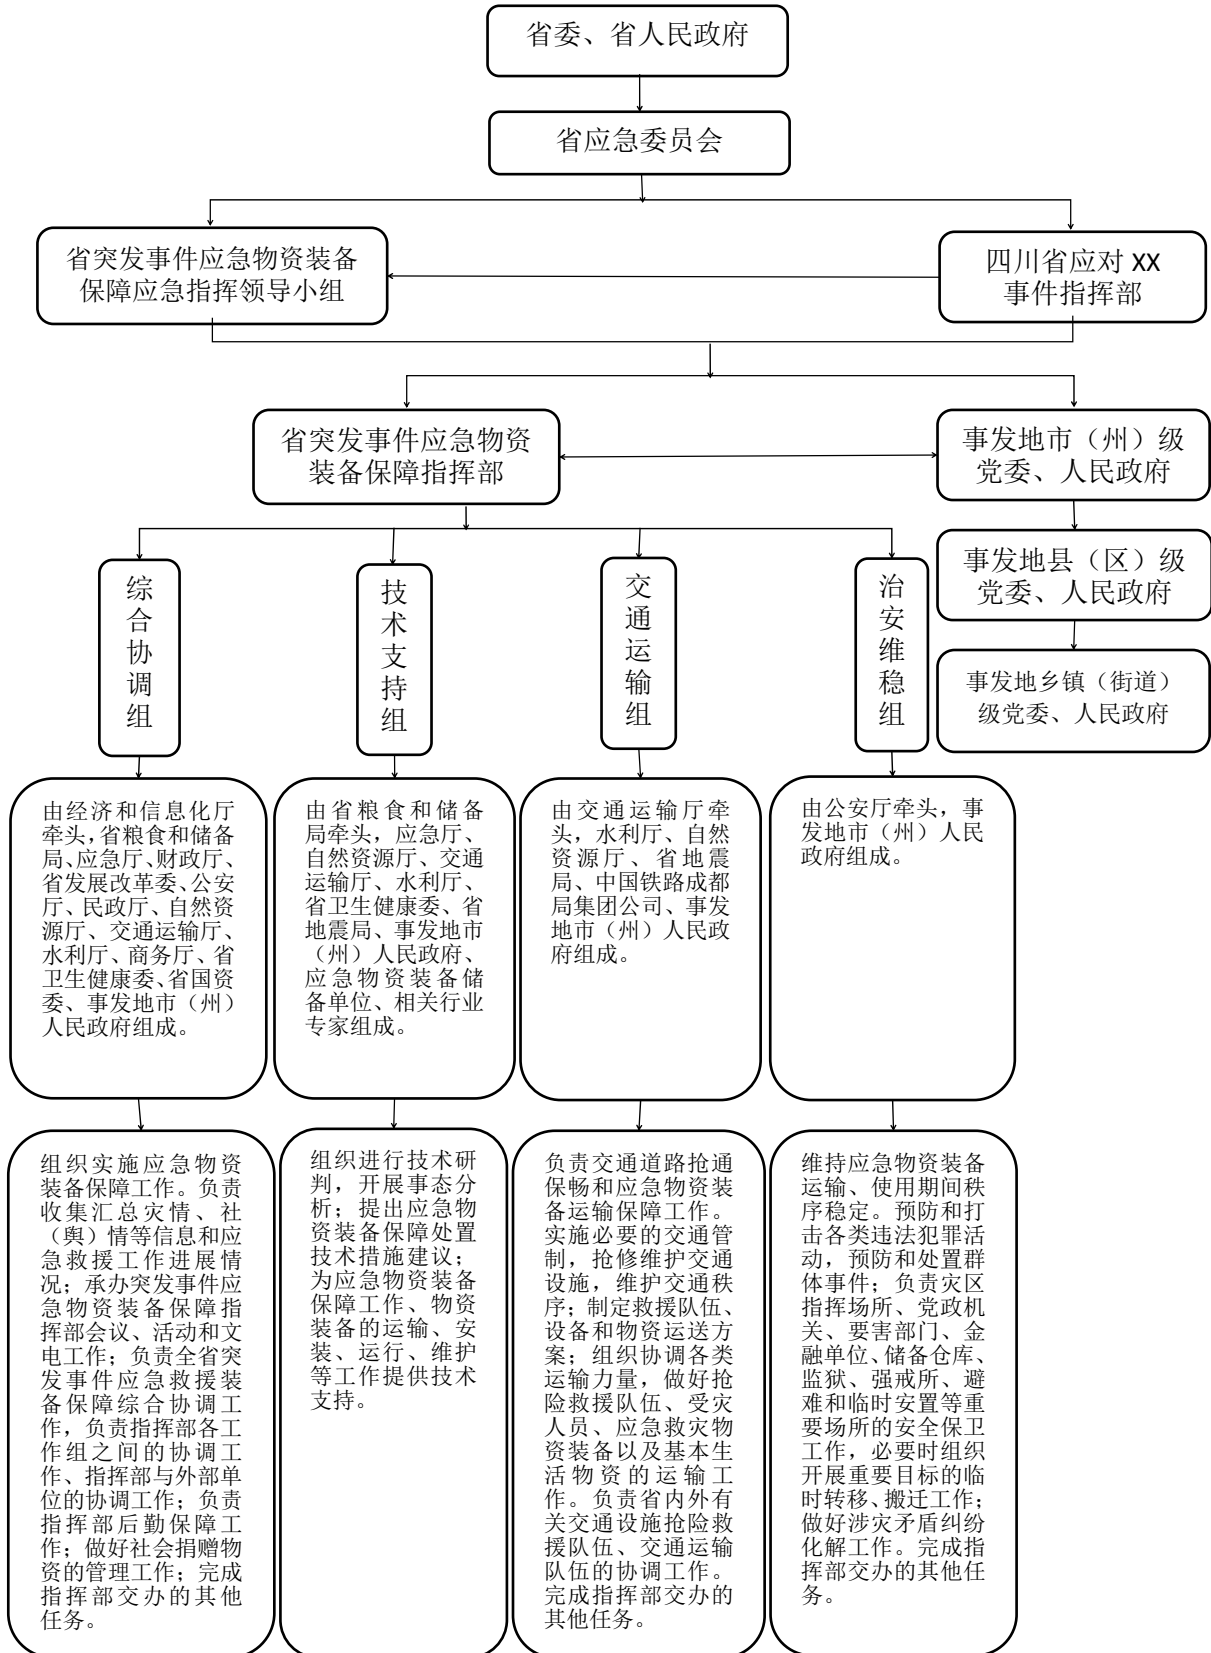 省委、省人民政府
省应急委员会
省突发事件应急物资装备
保障应急指挥领导小组
四川省应对 XX
事件指挥部
省突发事件应急物资
装备保障指挥部
事发地市（州）级
党委、人民政府
事发地县（区）级
党委、人民政府
事发地乡镇（街道）
级党委、人民政府
综合协调组
技术支持组
交通运输组
治安维稳组
由经济和信息化厅
牵头，省粮食和储备
局、应急厅、财政厅、
省发展改革委、公安
厅、民政厅、自然资
源厅、交通运输厅、
水利厅、商务厅、省
卫生健康委、省国资
委、事发地市（州）
人民政府组成。
由省粮食和储备
局牵头，应急厅、
自然资源厅、交通
运输厅、水利厅、
省卫生健康委、省
地震局、事发地市
（州）人民政府、
应急物资装备储
备单位、相关行业
专家组成。
由交通运输厅牵
头，水利厅、自然
资源厅、省地震
局、中国铁路成都
局集团公司、事发
地市（州）人民政
府组成。
由公安厅牵头，事
发地市（州）人民
政府组成。
组织实施应急物资
装备保障工作。负责
收集汇总灾情、社
（舆）情等信息和应
急救援工作进展情
况；承办突发事件应
急物资装备保障指
挥部会议、活动和文
电工作；负责全省突
发事件应急救援装
备保障综合协调工
作，负责指挥部各工
作组之间的协调工
作、指挥部与外部单
位的协调工作；负责
指挥部后勤保障工
作；做好社会捐赠物
资的管理工作；完成
指挥部交办的其他
任务。
组织进行技术研
判，开展事态分
析；提出应急物
资装备保障处置
技术措施建议；
为应急物资装备
保障工作、物资
装备的运输、安
装、运行、维护
等工作提供技术
支持。
负责交通道路抢通
保畅和应急物资装
备运输保障工作。
实施必要的交通管
制，抢修维护交通
设施，维护交通秩
序；制定救援队伍、
设备和物资运送方
案；组织协调各类
运输力量，做好抢
险救援队伍、受灾
人员、应急救灾物
资装备以及基本生
活物资的运输工
作。负责省内外有
关交通设施抢险救
援队伍、交通运输
队伍的协调工作。
完成指挥部交办的
其他任务。
维持应急物资装备
运输、使用期间秩
序稳定。预防和打
击各类违法犯罪活
动，预防和处置群
体事件；负责灾区
指挥场所、党政机
关、要害部门、金
融单位、储备仓库、
监狱、强戒所、避
难和临时安置等重
要场所的安全保卫
工作，必要时组织
开展重要目标的临
时转移、搬迁工作；
做好涉灾矛盾纠纷
化解工作。完成指
挥部交办的其他任
务。